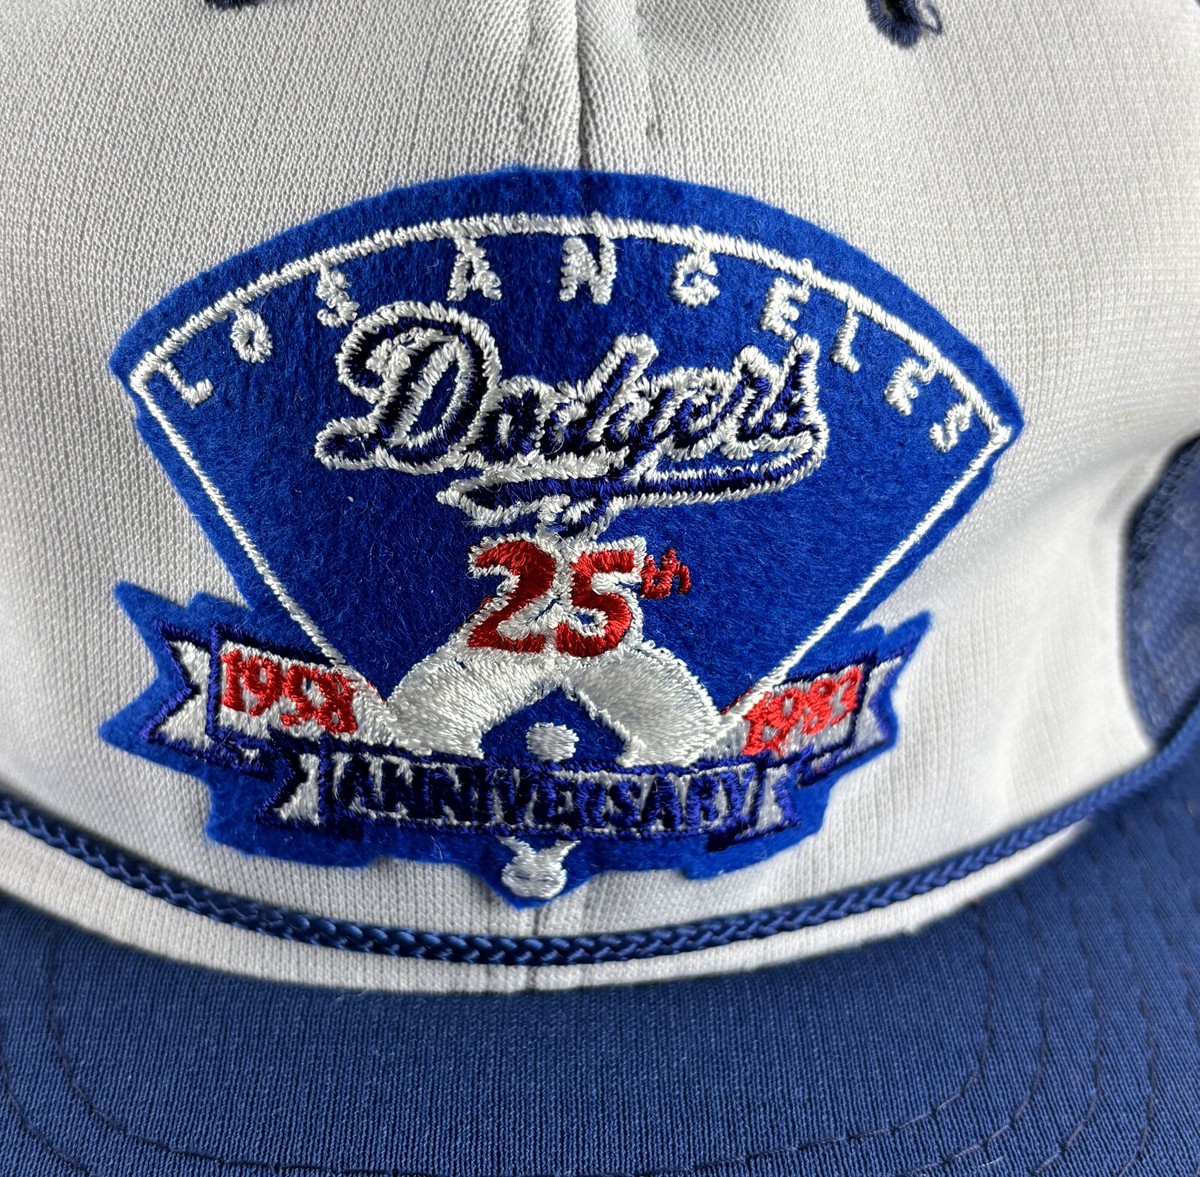 LOS ANGELES
Dodgers
25th
1958 1983
ANNIVERSARY